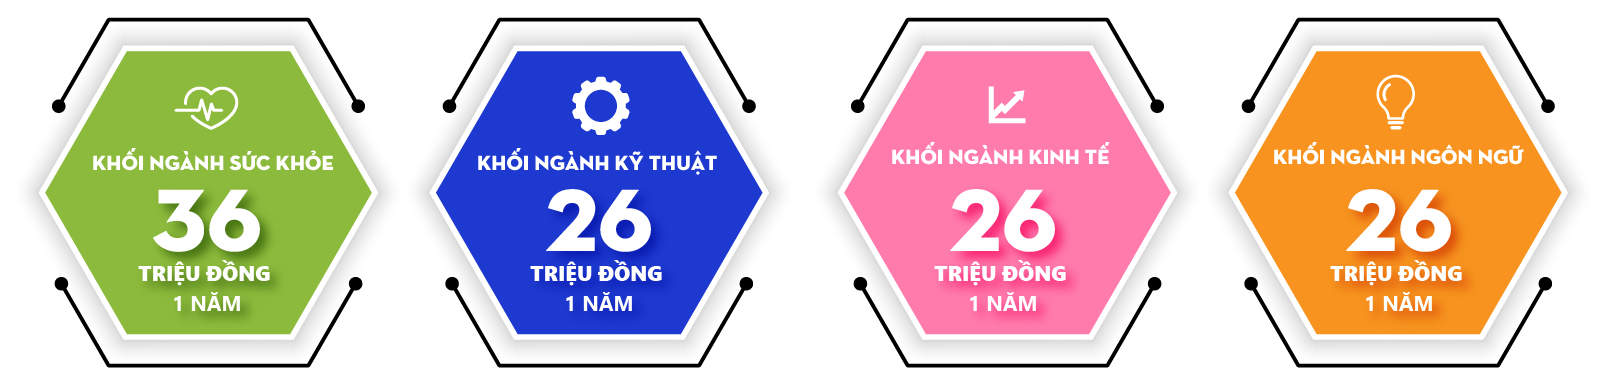 KHỐI NGÀNH SỨC KHỎE
36
TRIỆU ĐỒNG
1 NĂM
KHỐI NGÀNH KỸ THUẬT
26
TRIỆU ĐỒNG
1 NĂM
KHỐI NGÀNH KINH TẾ
26
TRIỆU ĐỒNG
1 NĂM
KHỐI NGÀNH NGÔN NGỮ
26
TRIỆU ĐỒNG
1 NĂM